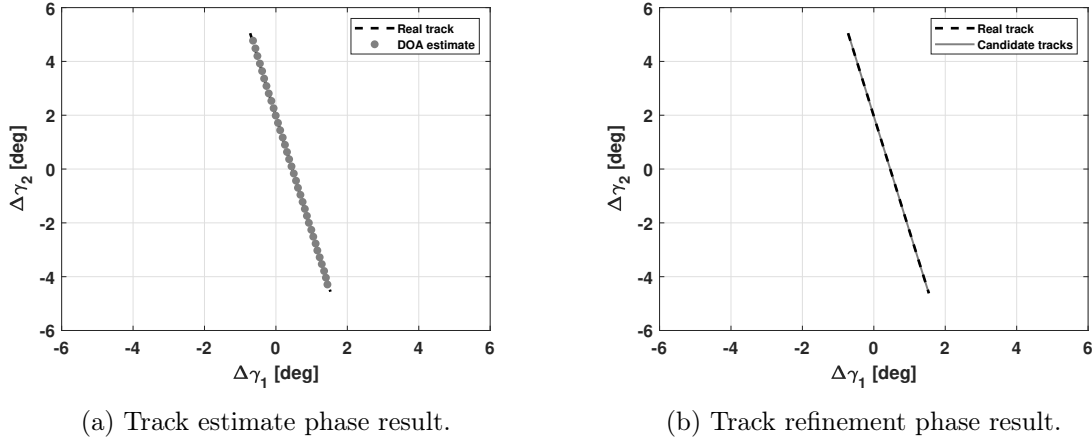 6
4
2
0
-2
-4
-6
Δγ2 [deg]
-6 -4 -2 0 2 4 6
Δγ1 [deg]
Real track
DOA estimate
(a) Track estimate phase result.
6
4
2
0
-2
-4
-6
Δγ2 [deg]
-6 -4 -2 0 2 4 6
Δγ1 [deg]
Real track
Candidate tracks
(b) Track refinement phase result.